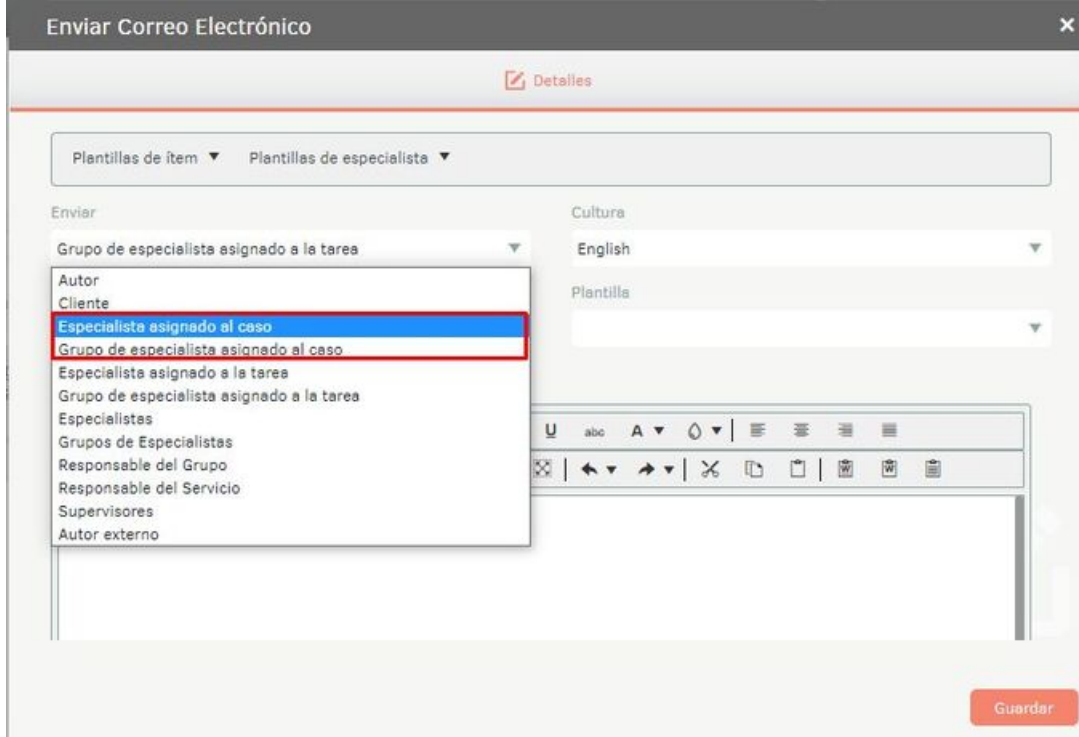 Enviar Correo Electrónico
Detalles
Plantillas de ítem
Plantillas de especialista
Enviar
Cultura
Grupo de especialista asignado a la tarea
English
Autor
Cliente
Especialista asignado al caso
Grupo de especialista asignado al caso
Especialista asignado a la tarea
Grupo de especialista asignado a la tarea
Especialistas
Grupos de Especialistas
Responsable del Grupo
Responsable del Servicio
Supervisores
Autor externo
Plantilla
U abc A
Guardar